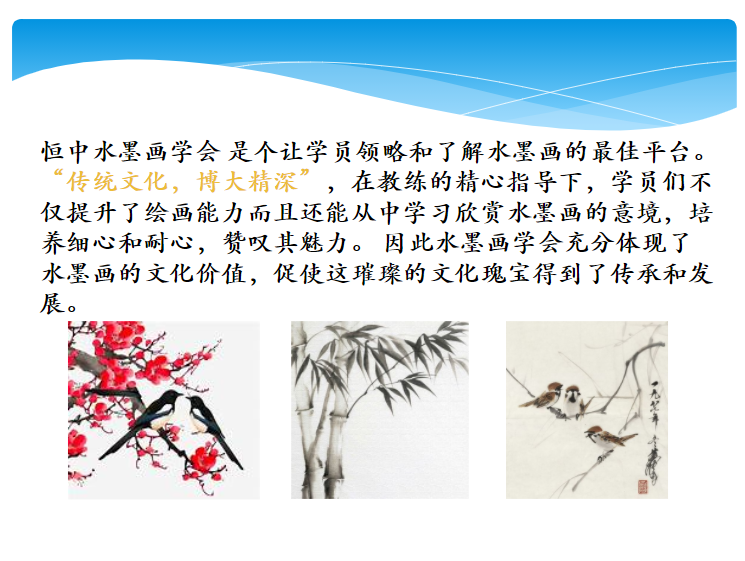 恒中水墨画学会 是个让学员领略和了解水墨画的最佳平台。
“传统文化，博大精深”，在教练的精心指导下，学员们不
仅提升了绘画能力而且还能从中学习欣赏水墨画的意境，培
养细心和耐心，赞叹其魅力。 因此水墨画学会充分体现了
水墨画的文化价值，促使这璀璨的文化瑰宝得到了传承和发
展。